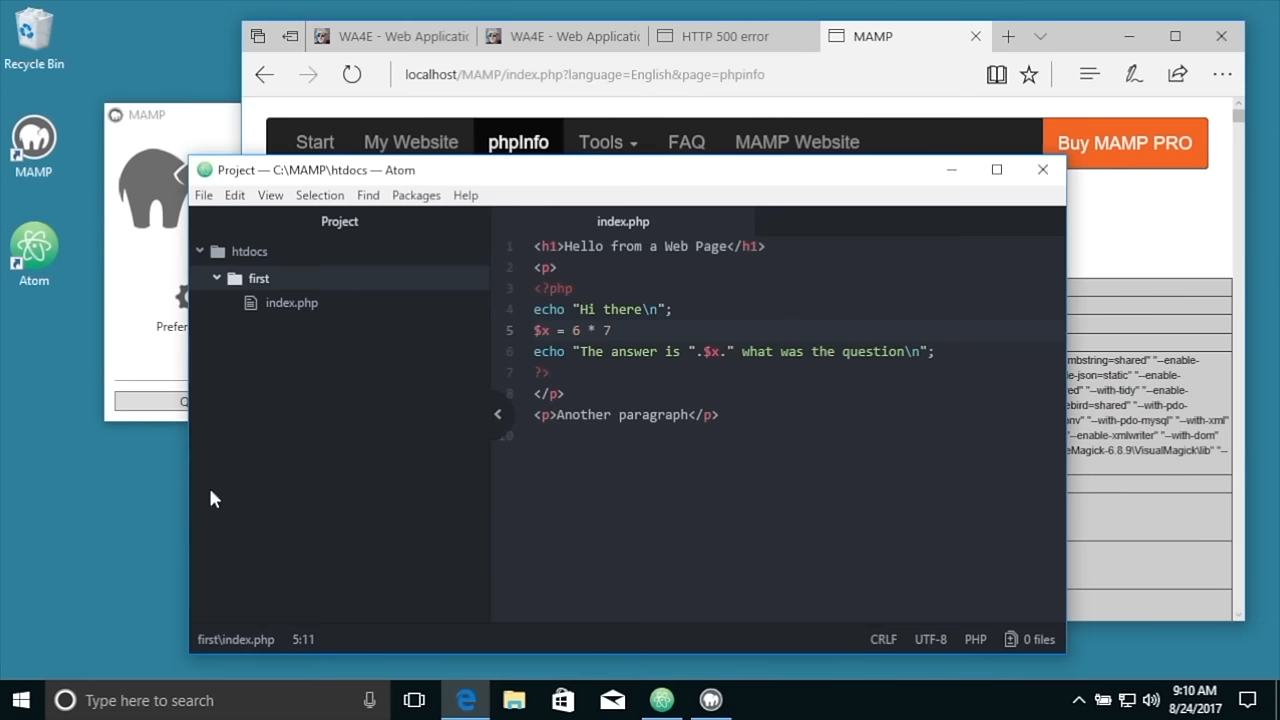 Recycle Bin
MAMP
Atom
WA4E - Web Applicatic
WA4E - Web Applicatic
HTTP 500 error
MAMP
localhost/MAMP/index.php?language=English&page=phpinfo
MAMP
Start My Website phpInfo Tools FAQ MAMP Website
Buy MAMP PRO
Project — C:\MAMP\htdocs — Atom
File Edit View Selection Find Packages Help
Project
index.php
htdocs
first
index.php
1 <h1>Hello from a Web Page</h1>
2 <p>
3 <?php
4 echo "Hi there\n";
5 $x = 6 * 7
6 echo "The answer is ".$x." what was the question\n";
7 ?>
8 </p>
9 <p>Another paragraph</p>
10
Prefer
mbstring=shared" "--enable-
le-json=static" "--enable-
red" "--with-tidy" "--enable-
ebird=shared" "--with-pdo-
onv" "--with-pdo-mysql" "--with-xml"
"--enable-xmlwriter" "--with-dom"
eMagick-6.8.9\VisualMagick\lib" "--
first\index.php 5:11
CRLF UTF-8 PHP 0 files
Type here to search
9:10 AM
8/24/2017